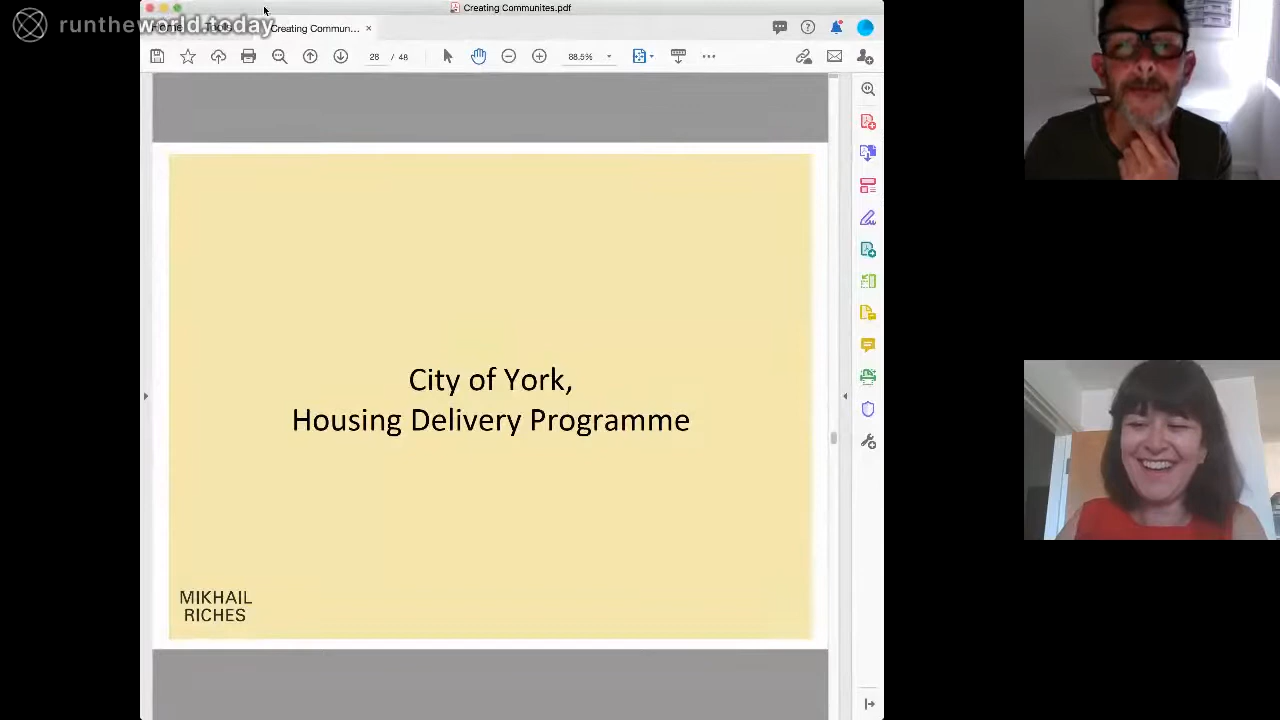 Creating Communites.pdf
runtheworld.today
Creating Commun...
28 / 48
88.5%
City of York,
Housing Delivery Programme
MIKHAIL
RICHES